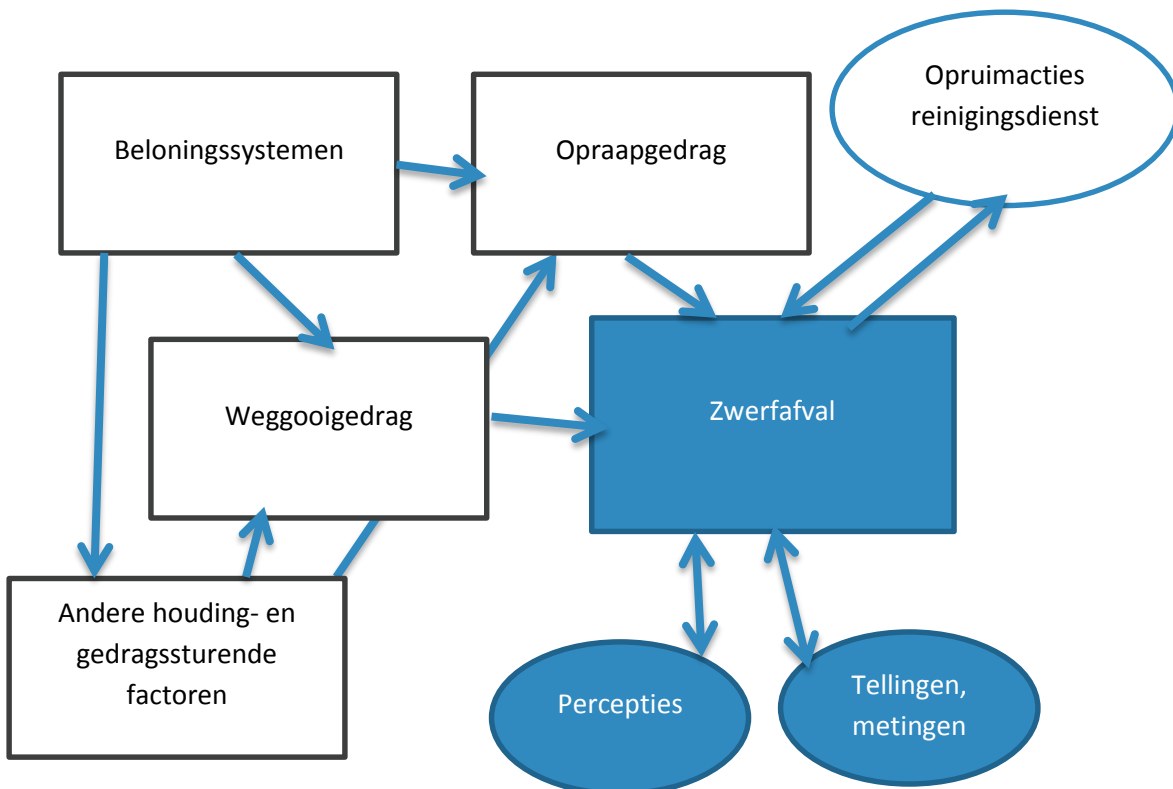 Opruimacties
reinigingsdienst
Beloningssystemen
Opraapgedrag
Weggooigedrag
Zwerfafval
Andere houding- en
gedragssturende
factoren
Percepties
Tellingen,
metingen